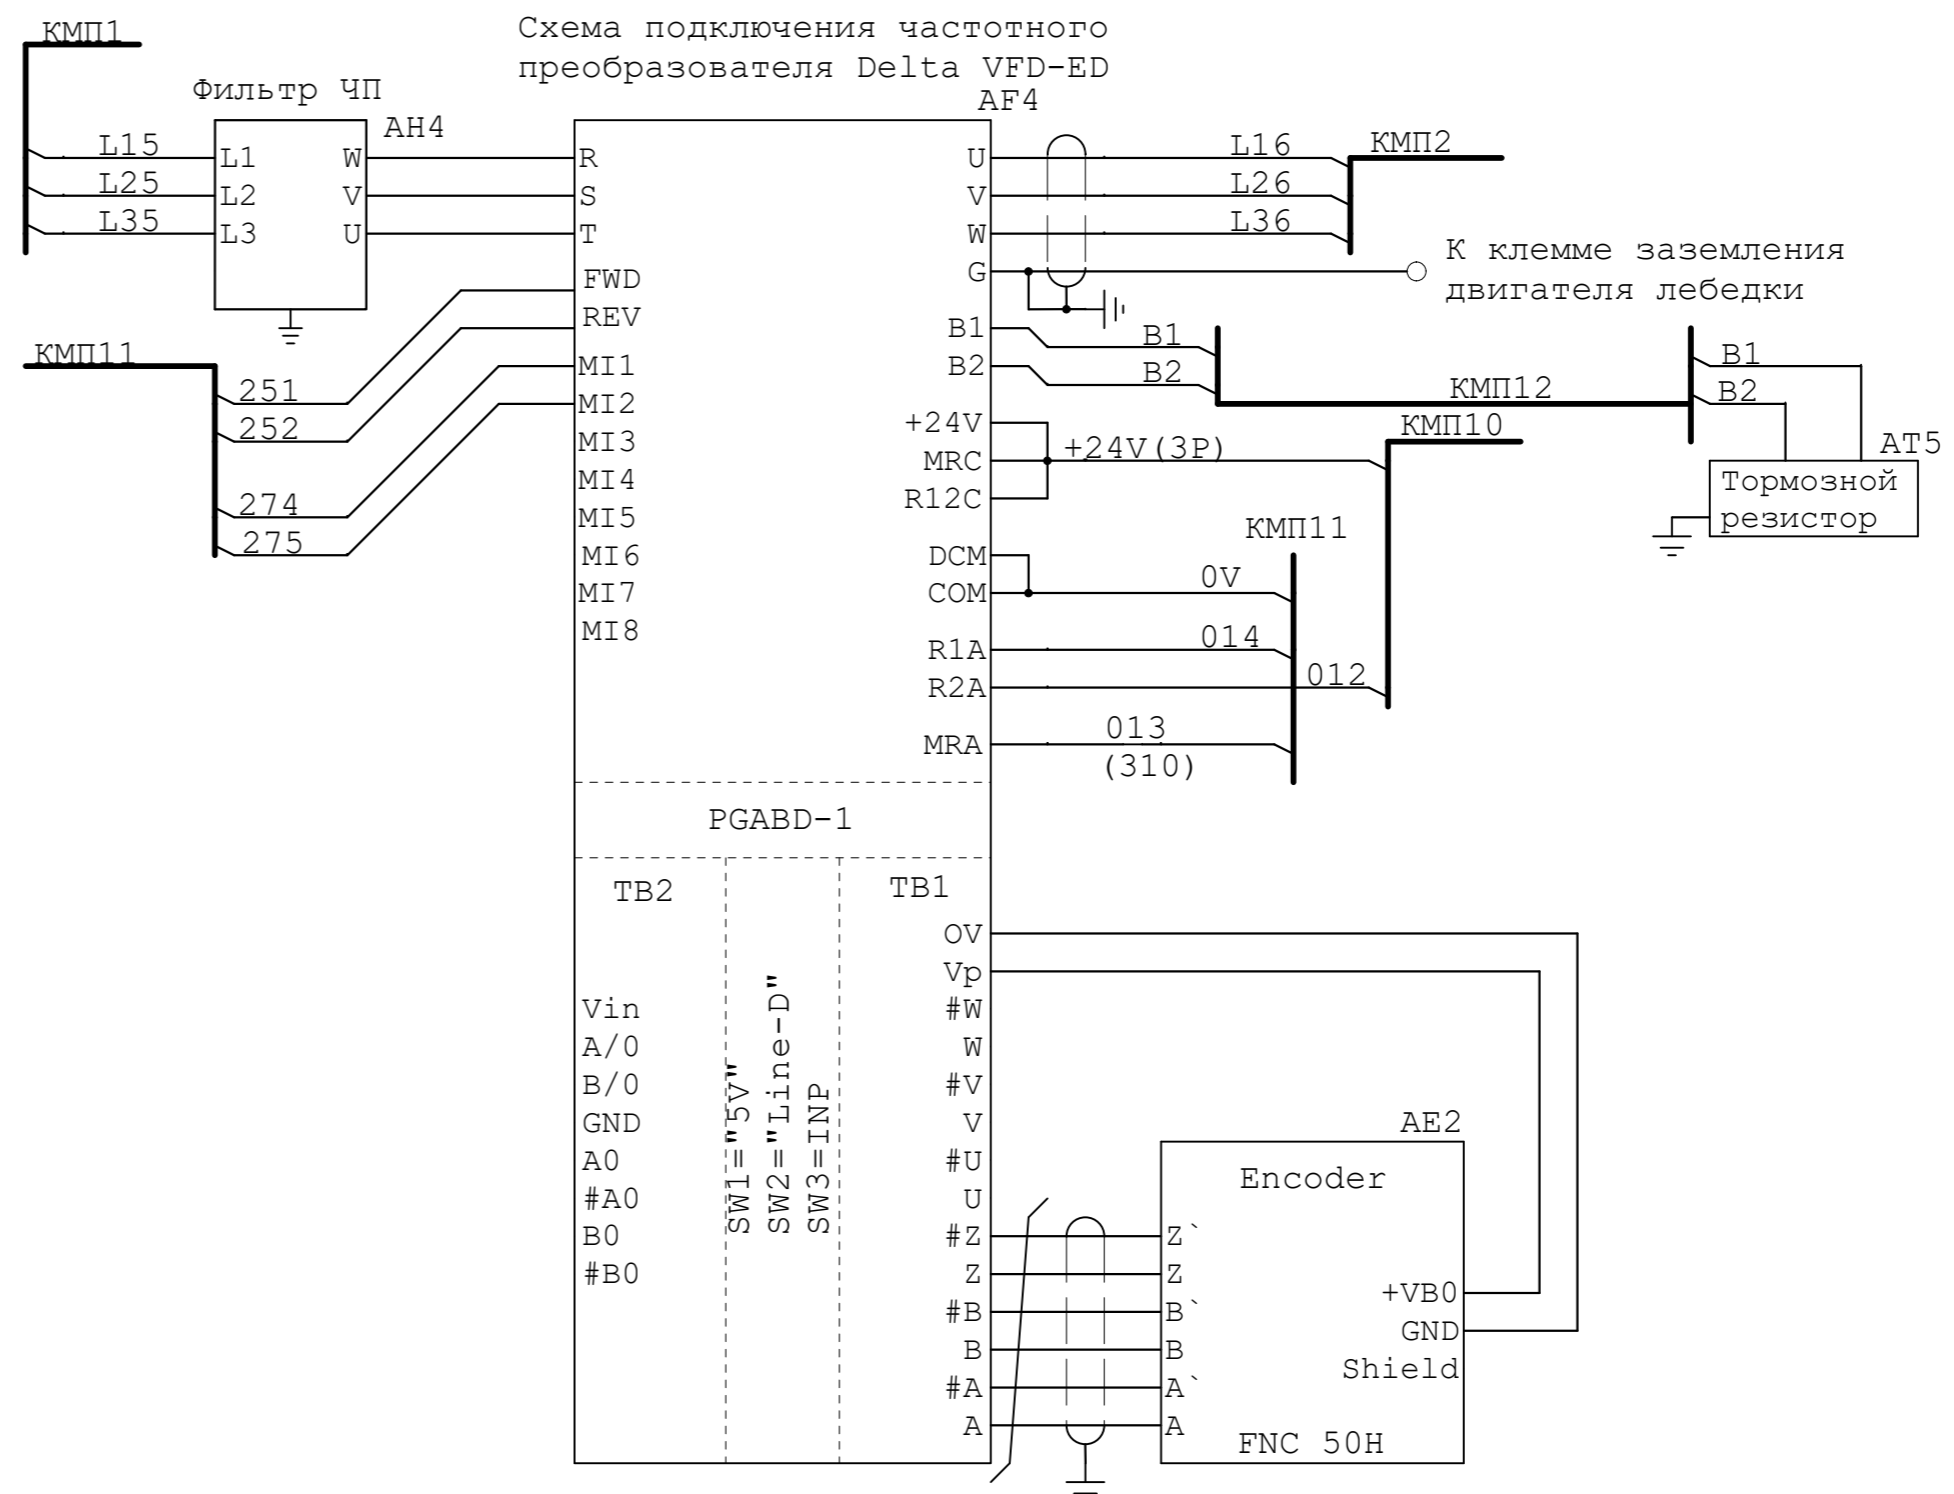 КМП1
Схема подключения частотного
преобразователя Delta VFD-ED
Фильтр ЧП
AH4
AF4
L15
L25
L35
L1
L2
L3
W
V
U
R
S
T
FWD
REV
MI1
MI2
MI3
MI4
MI5
MI6
MI7
MI8
КМП11
251
252
274
275
U
V
W
G
B1
B2
+24V
MRC
R12C
DCM
COM
R1A
R2A
MRA
L16
L26
L36
КМП2
К клемме заземления
двигателя лебедки
B1
B2
КМП12
B1
B2
КМП10
+24V(3P)
AT5
Тормозной
резистор
КМП11
0V
014
012
013
(310)
PGABD-1
TB2
TB1
Vin
A/0
B/0
GND
A0
#A0
B0
#B0
SW1="5V"
SW2="Line-D"
SW3=INP
OV
Vp
#W
W
#V
V
#U
U
#Z
Z
#B
B
#A
A
AE2
Encoder
Z`
Z
B`
B
A`
A
+VB0
GND
Shield
FNC 50H